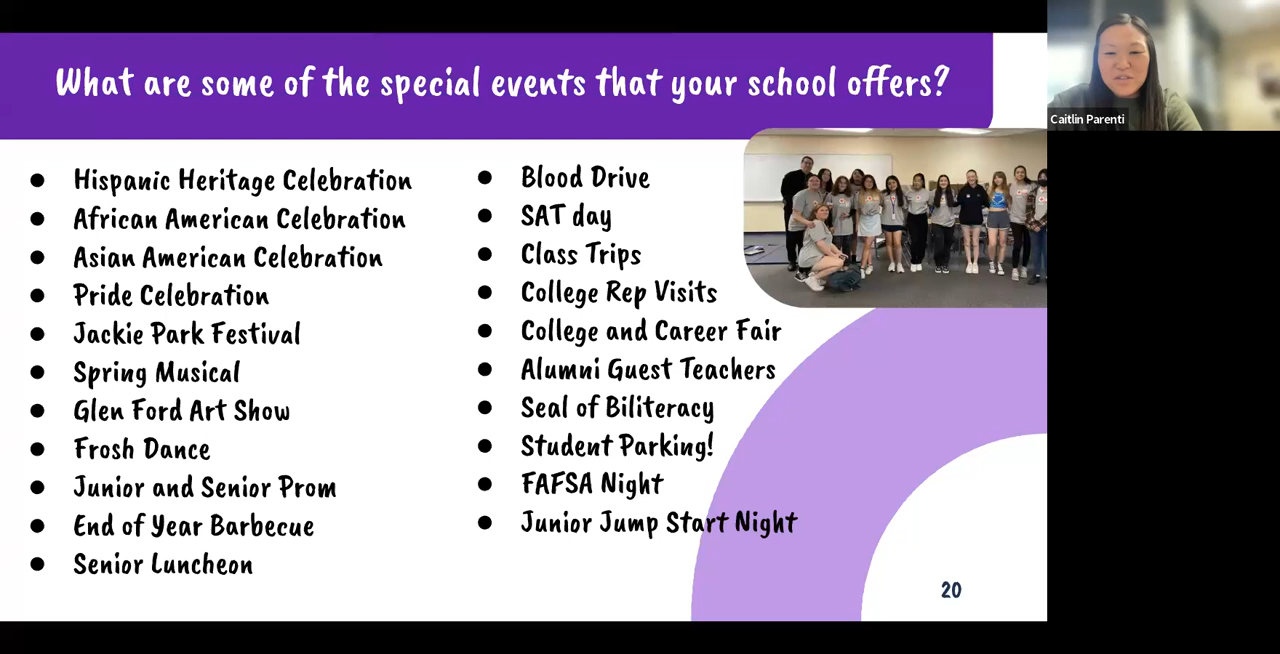 What are some of the special events that your school offers?
Caitlin Parenti
Hispanic Heritage Celebration
African American Celebration
Asian American Celebration
Pride Celebration
Jackie Park Festival
Spring Musical
Glen Ford Art Show
Frosh Dance
Junior and Senior Prom
End of Year Barbecue
Senior Luncheon
Blood Drive
SAT day
Class Trips
College Rep Visits
College and Career Fair
Alumni Guest Teachers
Seal of Biliteracy
Student Parking!
FAFSA Night
Junior Jump Start Night
20